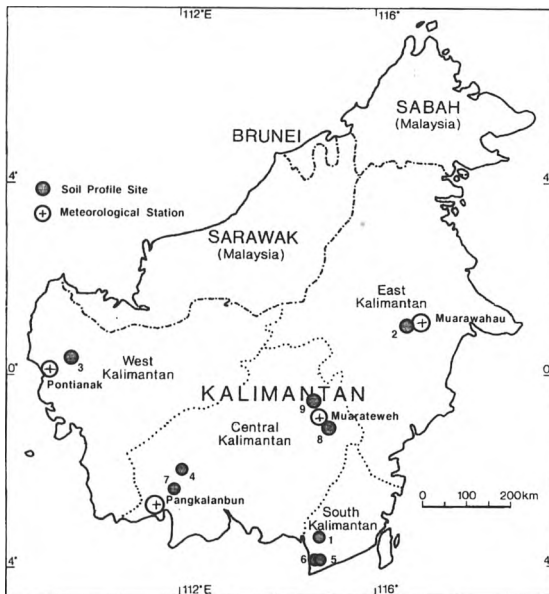 112°E
116°
SABAH
(Malaysia)
BRUNEI
4°
4°
Soil Profile Site
Meteorological Station
SARAWAK
(Malaysia)
East
Kalimantan
2
Muarawahau
West
Kalimantan
3
0°
0°
Pontianak
KALIMANTAN
9
Central
Kalimantan
Muarateweh
8
4
7
Pangkalanbun
0 100 200km
South
Kalimantan
1
6 5
4°
4°
112°E
116°